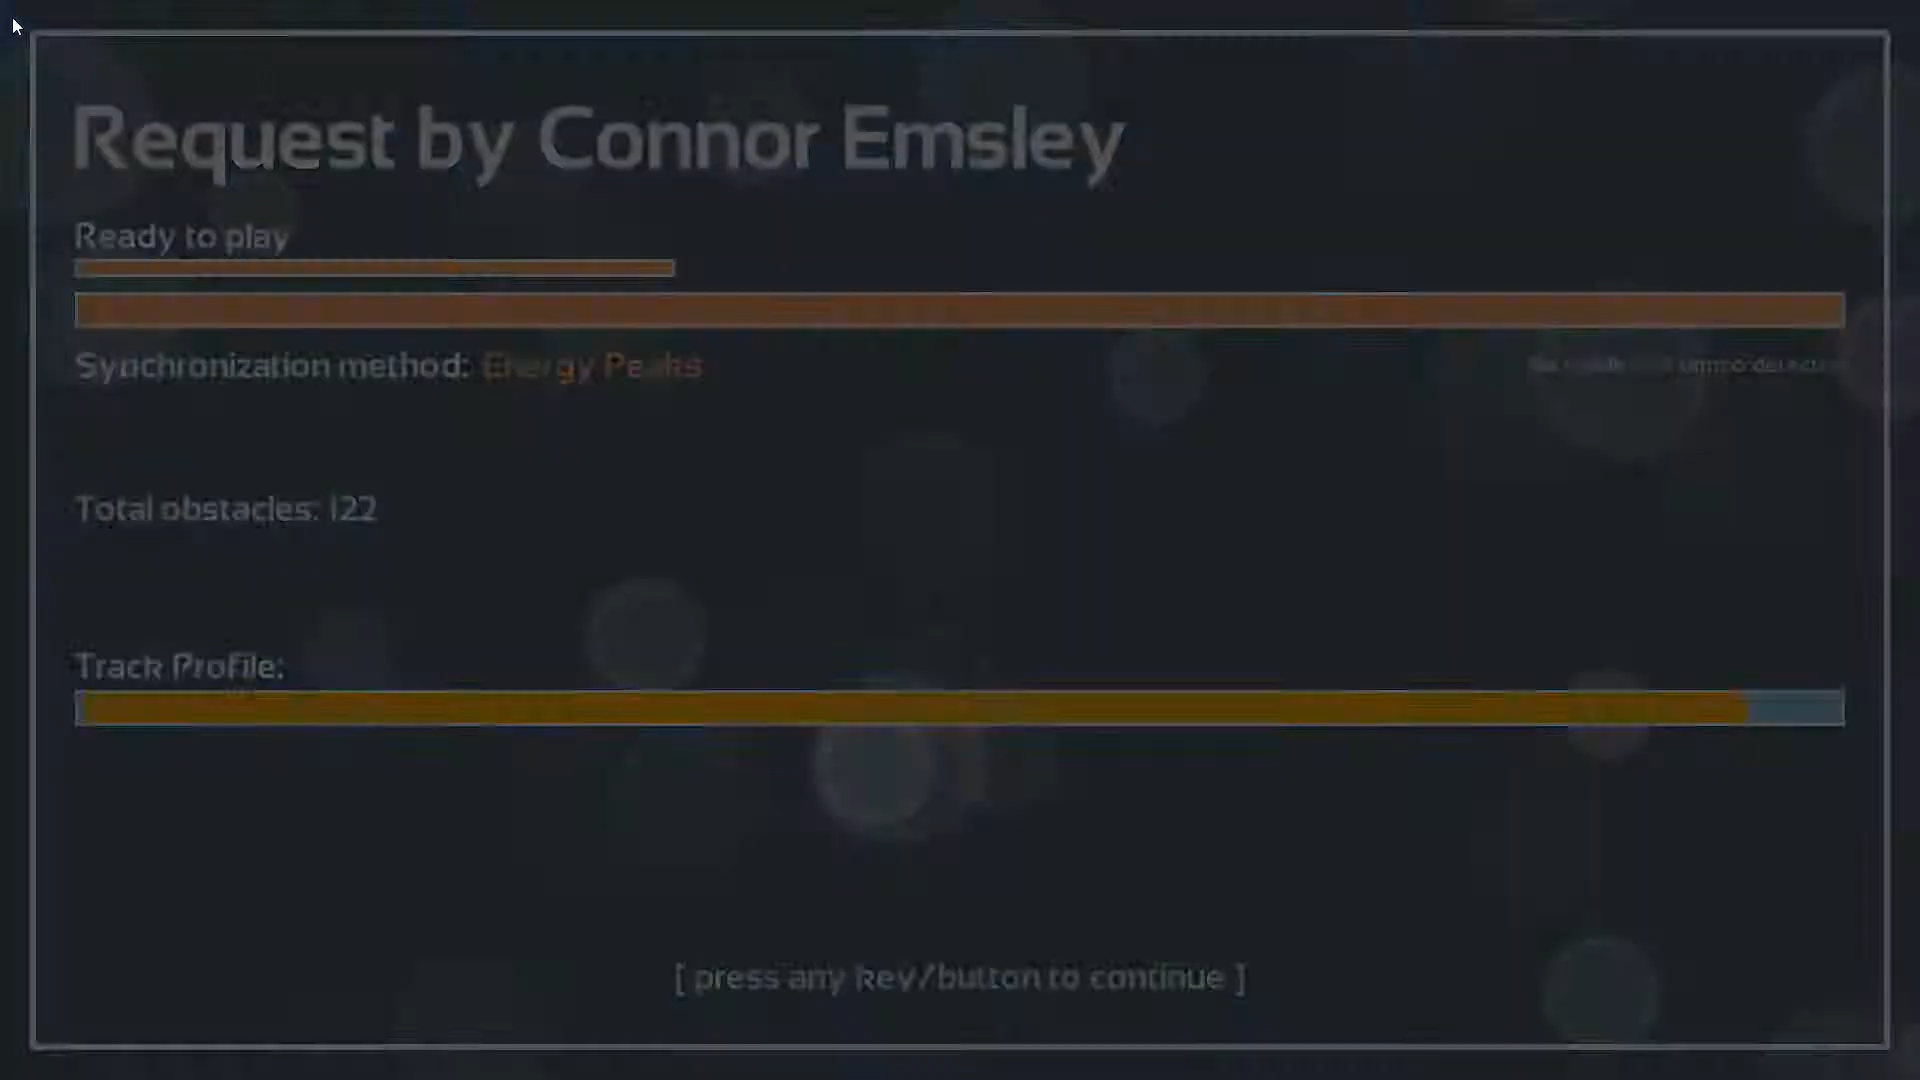 Request by Connor Emsley
Ready to play
Synchronization method: Energy Peaks
Total obstacles: 122
Track Profile:
[ press any key/button to continue ]